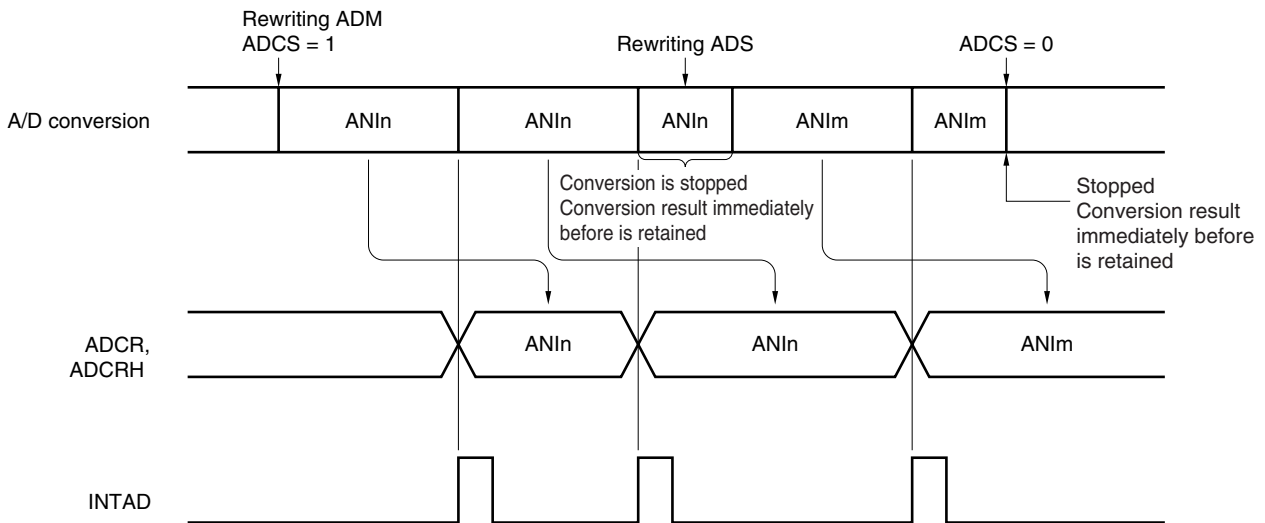 Rewriting ADM
ADCS = 1
Rewriting ADS
ADCS = 0
A/D conversion
ANIn
ANIn
ANIn
ANIm
ANIm
Conversion is stopped
Conversion result immediately
before is retained
Stopped
Conversion result
immediately before
is retained
ADCR,
ADCRH
ANIn
ANIn
ANIm
INTAD